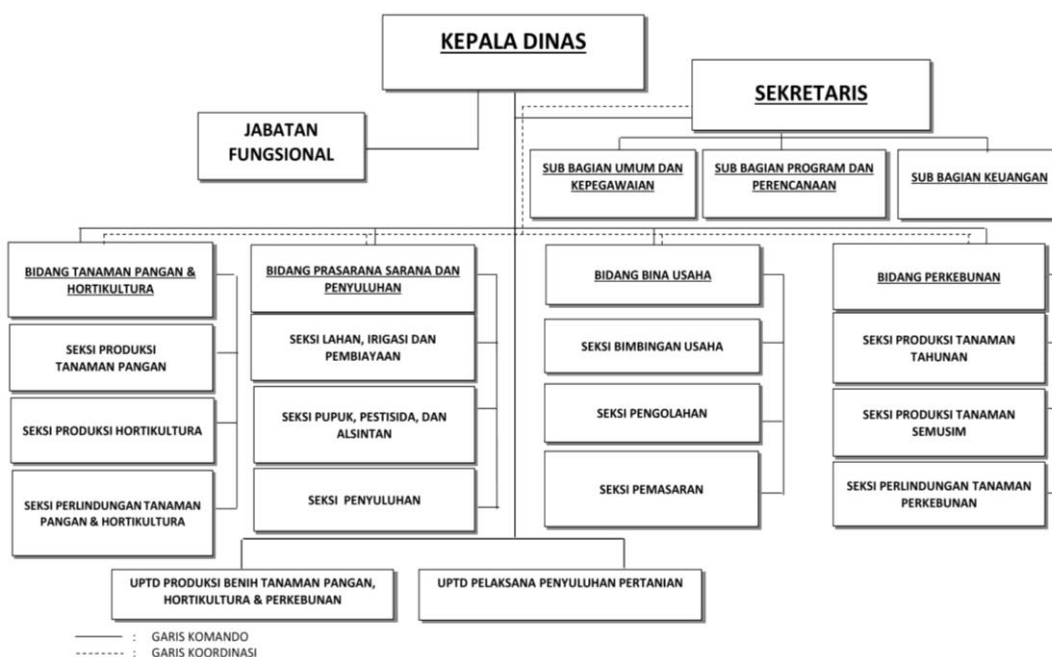 KEPALA DINAS
SEKRETARIS
JABATAN
FUNGSIONAL
SUB BAGIAN UMUM DAN
KEPEGAWAIAN
SUB BAGIAN PROGRAM DAN
PERENCANAAN
SUB BAGIAN KEUANGAN
BIDANG TANAMAN PANGAN &
HORTIKULTURA
SEKSI PRODUKSI
TANAMAN PANGAN
SEKSI PRODUKSI HORTIKULTURA
SEKSI PERLINDUNGAN TANAMAN
PANGAN & HORTIKULTURA
BIDANG PRASARANA SARANA DAN
PENYULUHAN
SEKSI LAHAN, IRIGASI DAN
PEMBIAYAAN
SEKSI PUPUK, PESTISIDA, DAN
ALSINTAN
SEKSI PENYULUHAN
BIDANG BINA USAHA
SEKSI BIMBINGAN USAHA
SEKSI PENGOLAHAN
SEKSI PEMASARAN
BIDANG PERKEBUNAN
SEKSI PRODUKSI TANAMAN
TAHUNAN
SEKSI PRODUKSI TANAMAN
SEMUSIM
SEKSI PERLINDUNGAN TANAMAN
PERKEBUNAN
UPTD PRODUKSI BENIH TANAMAN PANGAN,
HORTIKULTURA & PERKEBUNAN
UPTD PELAKSANA PENYULUHAN PERTANIAN
: GARIS KOMANDO
: GARIS KOORDINASI